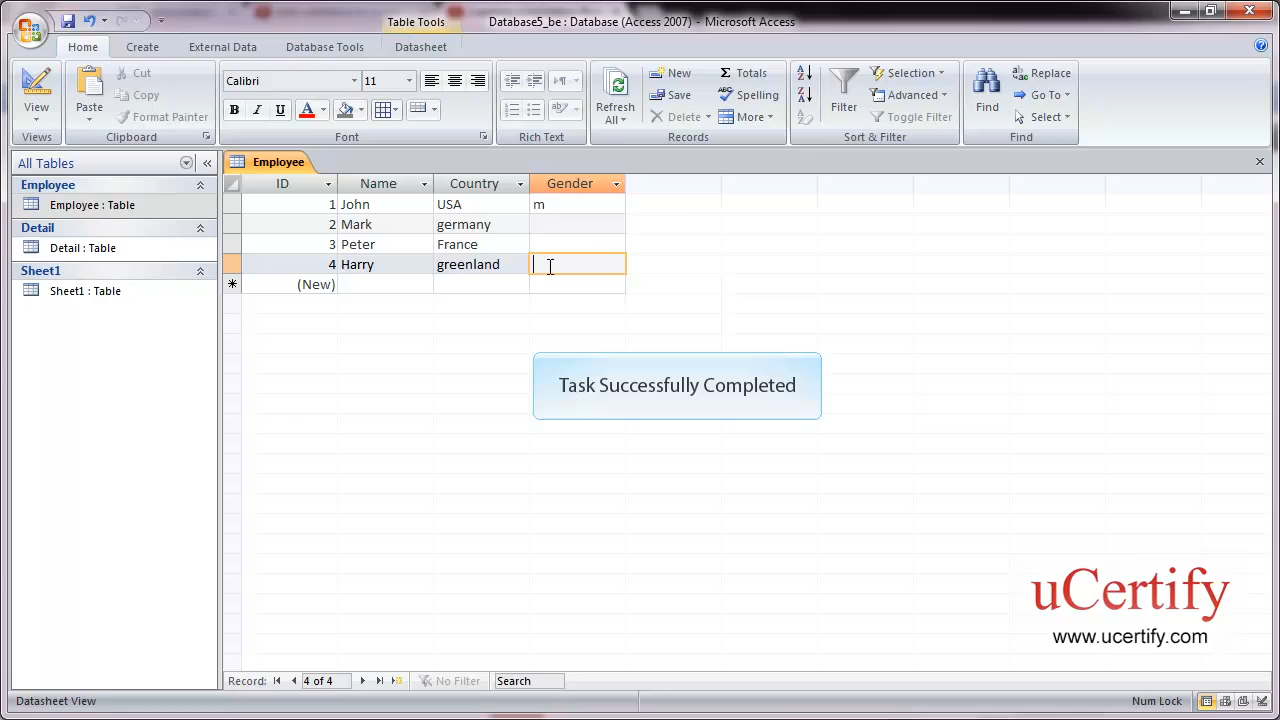 Table Tools
Database5_be : Database (Access 2007) - Microsoft Access
Home
Create
External Data
Database Tools
Datasheet
View
Views
Paste
Cut
Copy
Format Painter
Clipboard
Calibri
11
B I U A
Font
Rich Text
Refresh
All
New
Save
Delete
Totals
Spelling
More
Records
Filter
Selection
Advanced
Toggle Filter
Sort & Filter
Find
Replace
Go To
Select
Find
All Tables
Employee
Employee : Table
Detail
Detail : Table
Sheet1
Sheet1 : Table
Employee
ID Name Country Gender
1 John USA m
2 Mark germany
3 Peter France
4 Harry greenland
(New)
Task Successfully Completed
uCertify
www.ucertify.com
Record: 4 of 4 No Filter Search
Datasheet View
Num Lock